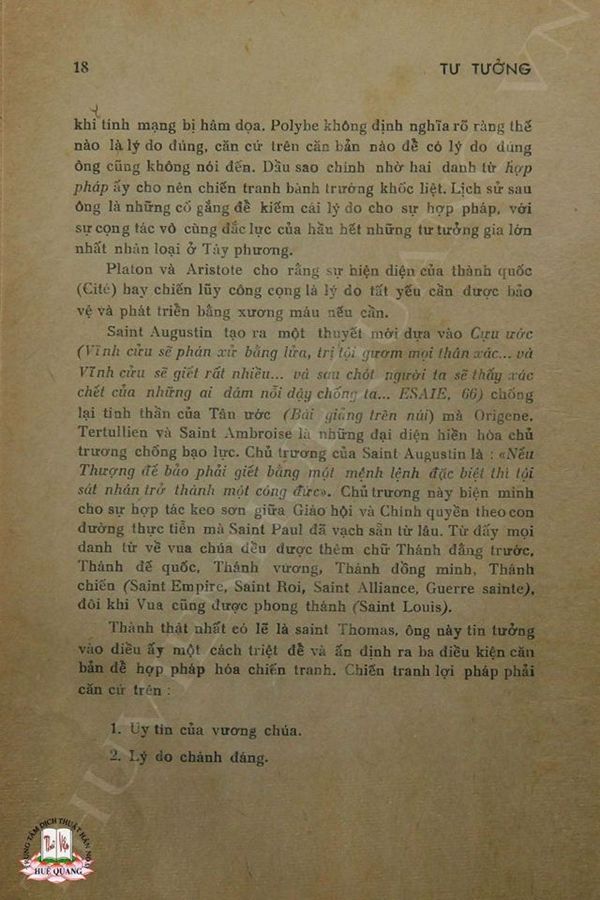 18 TƯ TƯỞNG
khi tính mạng bị hâm dọa. Polybe không định nghĩa rõ ràng thế
nào là lý do đúng, căn cứ trên căn bản nào để có lý do đúng
ông cũng không nói đến. Dầu sao chính nhờ hai danh từ hợp
pháp ấy cho nên chiến tranh bành trướng khốc liệt. Lịch sử sau
ông là những cố gắng để kiếm cái lý do cho sự hợp pháp, với
sự cọng tác vô cùng đắc lực của hầu hết những tư tưởng gia lớn
nhất nhân loại ở Tây phương.
Platon và Aristote cho rằng sự hiện diện của thành quốc
(Cité) hay chiến lũy công cọng là lý do tất yếu cần được bảo
vệ và phát triển bằng xương máu nếu cần.
Saint Augustin tạo ra một thuyết mới dựa vào Cựu ước
(Vĩnh cửu sẽ phán xử bằng lửa, trị tội gươm mọi thân xác... và
Vĩnh cửu sẽ giết rất nhiều... và sau chót người ta sẽ thấy xác
chết của những ai dám nổi dậy chống ta... ESAIE, 66) chống
lại tinh thần của Tân ước (Bài giảng trên núi) mà Origene,
Tertullien và Saint Ambroise là những đại diện hiền hòa chủ
trương chống bạo lực. Chủ trương của Saint Augustin là : «Nếu
Thượng đế bảo phải giết bằng một mệnh lệnh đặc biệt thì tội
sát nhân trở thành một công đức». Chủ trương này biện minh
cho sự hợp tác keo sơn giữa Giáo hội và Chính quyền theo con
đường thực tiễn mà Saint Paul đã vạch sẵn từ lâu. Từ đấy mọi
danh từ về vua chúa đều được thêm chữ Thánh đằng trước,
Thánh đế quốc, Thánh vương, Thánh đồng minh, Thánh
chiến (Saint Empire, Saint Roi, Saint Alliance, Guerre sainte),
đôi khi Vua cũng được phong thánh (Saint Louis).
Thành thật nhất có lẽ là saint Thomas, ông này tin tưởng
vào điều ấy một cách triệt để và ấn định ra ba điều kiện căn
bản để hợp pháp hóa chiến tranh. Chiến tranh lợi pháp phải
căn cứ trên :
1. Uy tín của vương chúa.
2. Lý do chánh đáng.
TRUNG TÂM DỊCH THUẬT HÁN NÔM
HUỆ QUANG